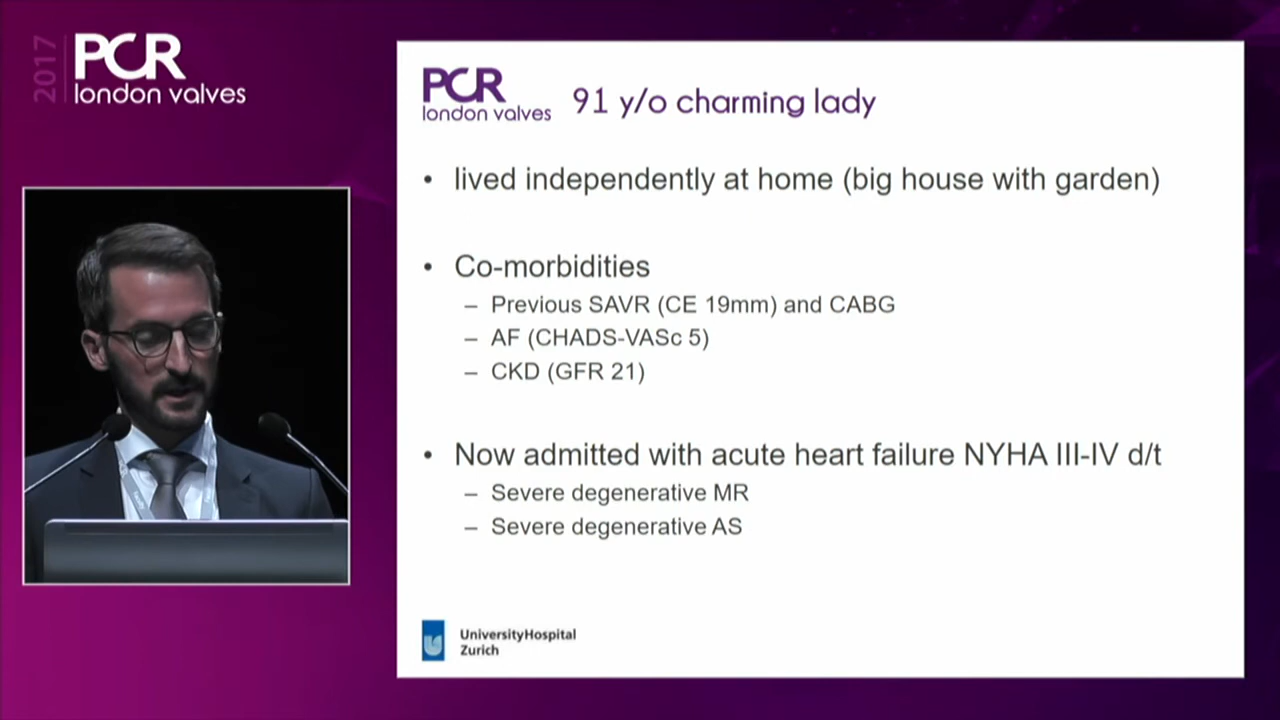 2017
PCR
london valves
PCR
london valves
91 y/o charming lady
• lived independently at home (big house with garden)
• Co-morbidities
– Previous SAVR (CE 19mm) and CABG
– AF (CHADS-VASc 5)
– CKD (GFR 21)
• Now admitted with acute heart failure NYHA III-IV d/t
– Severe degenerative MR
– Severe degenerative AS
UniversityHospital
Zurich